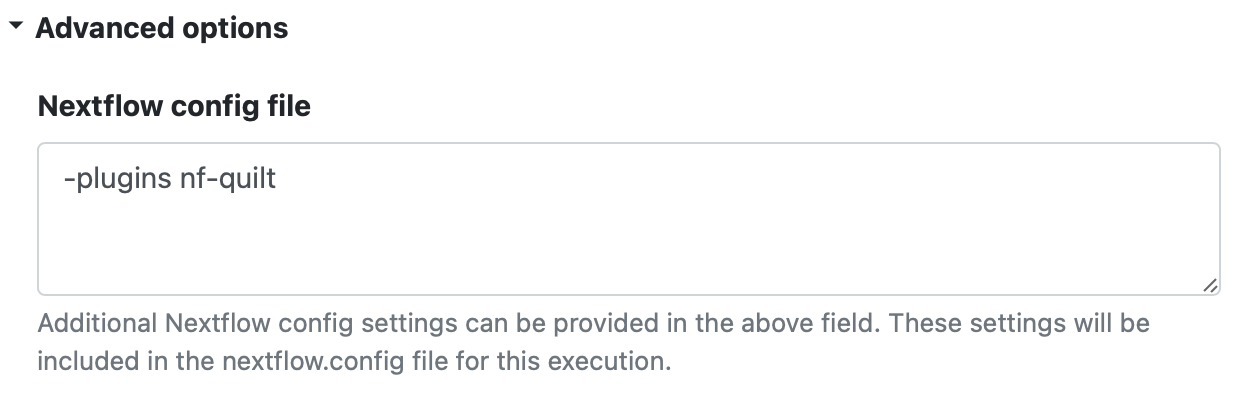 Advanced options
Nextflow config file
-plugins nf-quilt
Additional Nextflow config settings can be provided in the above field. These settings will be
included in the nextflow.config file for this execution.